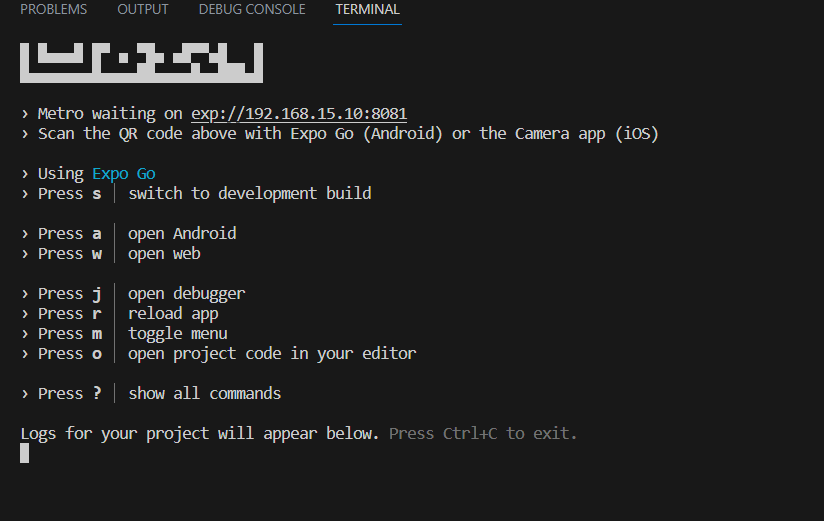 PROBLEMS OUTPUT DEBUG CONSOLE TERMINAL
› Metro waiting on exp://192.168.15.10:8081
› Scan the QR code above with Expo Go (Android) or the Camera app (iOS)
› Using Expo Go
› Press s │ switch to development build
› Press a │ open Android
› Press w │ open web
› Press j │ open debugger
› Press r │ reload app
› Press m │ toggle menu
› Press o │ open project code in your editor
› Press ? │ show all commands
Logs for your project will appear below. Press Ctrl+C to exit.